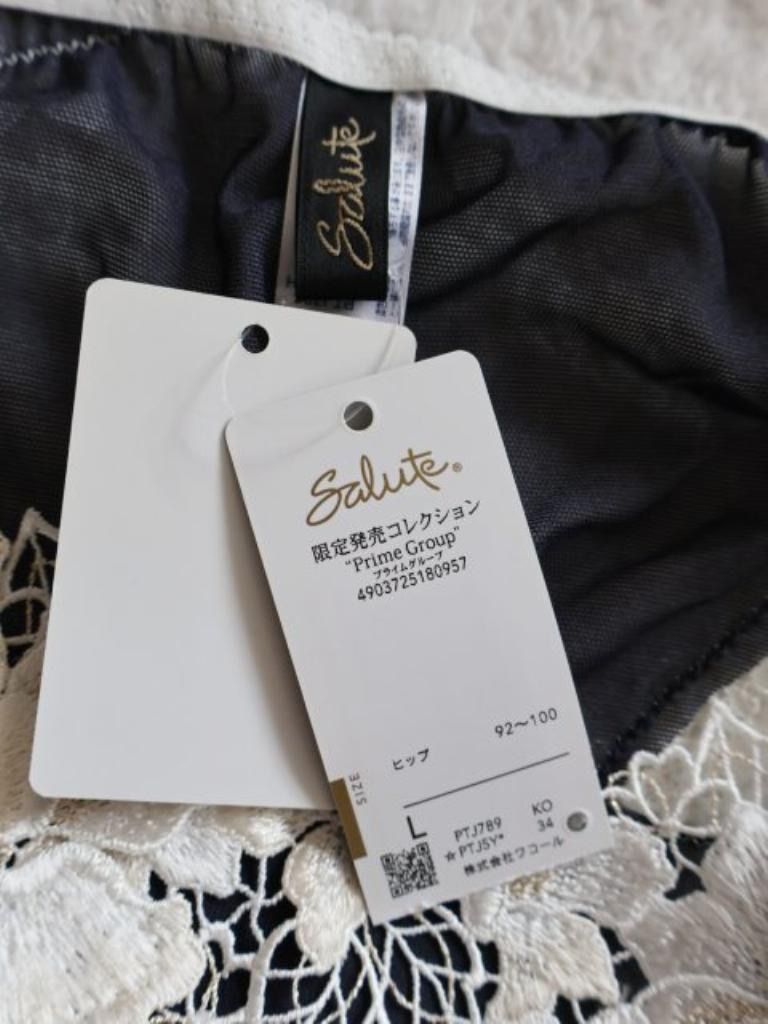 Salute
Salute®
限定発売コレクション
"Prime Group"
プライムグループ
4903725180957
ヒップ 92〜100
SIZE
L
PTJ789 KO
☆PTJ5Y* 34
株式会社ワコール